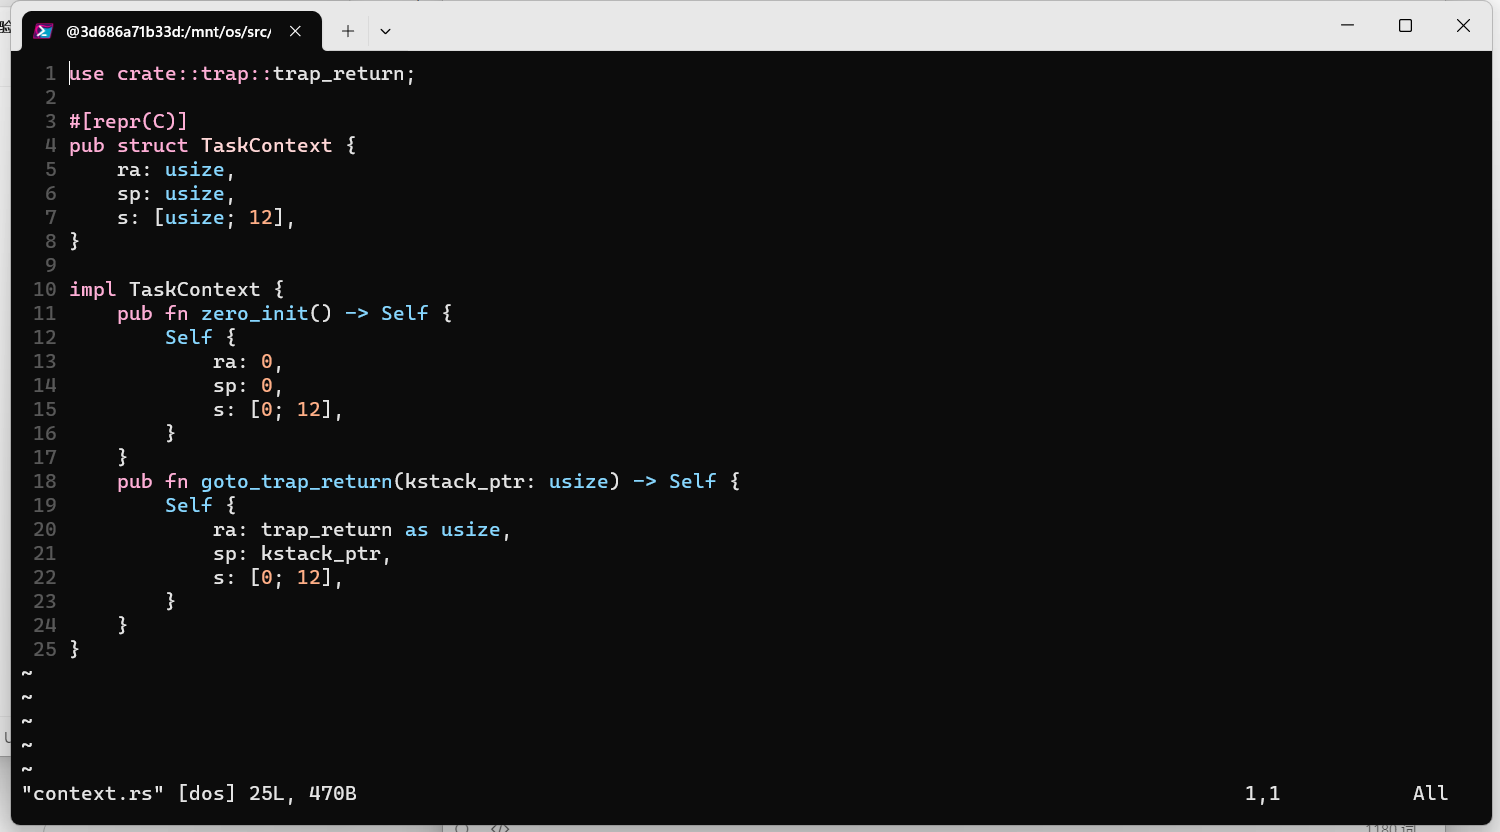 验
@3d686a71b33d:/mnt/os/src/
1 use crate::trap::trap_return;
2
3 #[repr(C)]
4 pub struct TaskContext {
5     ra: usize,
6     sp: usize,
7     s: [usize; 12],
8 }
9
10 impl TaskContext {
11     pub fn zero_init() -> Self {
12         Self {
13             ra: 0,
14             sp: 0,
15             s: [0; 12],
16         }
17     }
18     pub fn goto_trap_return(kstack_ptr: usize) -> Self {
19         Self {
20             ra: trap_return as usize,
21             sp: kstack_ptr,
22             s: [0; 12],
23         }
24     }
25 }
~
~
~
~
~
"context.rs" [dos] 25L, 470B 1,1 All